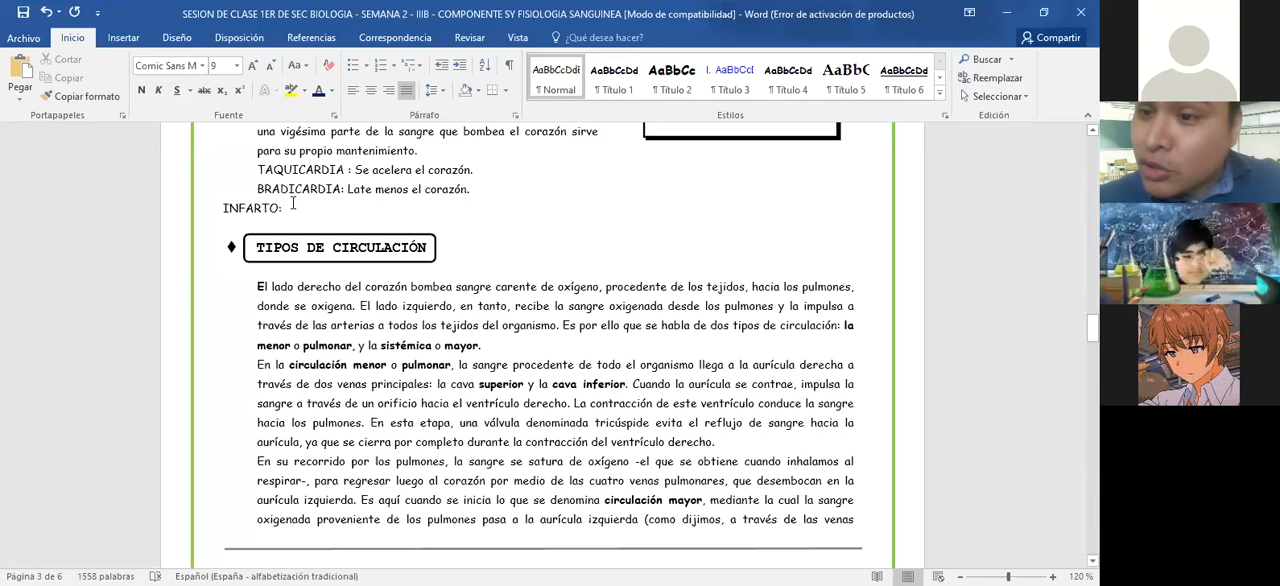 SESION DE CLASE 1ER DE SEC BIOLOGIA - SEMANA 2 - IIIB - COMPONENTE SY FISIOLOGIA SANGUINEA [Modo de compatibilidad] - Word (Error de activación de productos)
Archivo Inicio Insertar Diseño Disposición Referencias Correspondencia Revisar Vista ¿Qué desea hacer? Compartir
Pegar
Cortar
Copiar
Copiar formato
Portapapeles
Comic Sans M 9
Fuente
Párrafo
AaBbCcDdE AaBbCcDd AaBbCc I. AaBbCcI AaBbCcDd AaBbC AaBbCcDd
¶ Normal ¶ Título 1 ¶ Título 2 ¶ Título 3 ¶ Título 4 ¶ Título 5 ¶ Título 6
Estilos
Buscar
Reemplazar
Seleccionar
Edición
una vigésima parte de la sangre que bombea el corazón sirve
para su propio mantenimiento.
TAQUICARDIA : Se acelera el corazón.
BRADICARDIA: Late menos el corazón.
INFARTO:
TIPOS DE CIRCULACIÓN
El lado derecho del corazón bombea sangre carente de oxígeno, procedente de los tejidos, hacia los pulmones,
donde se oxigena. El lado izquierdo, en tanto, recibe la sangre oxigenada desde los pulmones y la impulsa a
través de las arterias a todos los tejidos del organismo. Es por ello que se habla de dos tipos de circulación: la
menor o pulmonar, y la sistémica o mayor.
En la circulación menor o pulmonar, la sangre procedente de todo el organismo llega a la aurícula derecha a
través de dos venas principales: la cava superior y la cava inferior. Cuando la aurícula se contrae, impulsa la
sangre a través de un orificio hacia el ventrículo derecho. La contracción de este ventrículo conduce la sangre
hacia los pulmones. En esta etapa, una válvula denominada tricúspide evita el reflujo de sangre hacia la
aurícula, ya que se cierra por completo durante la contracción del ventrículo derecho.
En su recorrido por los pulmones, la sangre se satura de oxígeno -el que se obtiene cuando inhalamos al
respirar-, para regresar luego al corazón por medio de las cuatro venas pulmonares, que desembocan en la
aurícula izquierda. Es aquí cuando se inicia lo que se denomina circulación mayor, mediante la cual la sangre
oxigenada proveniente de los pulmones pasa a la aurícula izquierda (como dijimos, a través de las venas
Página 3 de 6 1558 palabras Español (España - alfabetización tradicional) 120 %